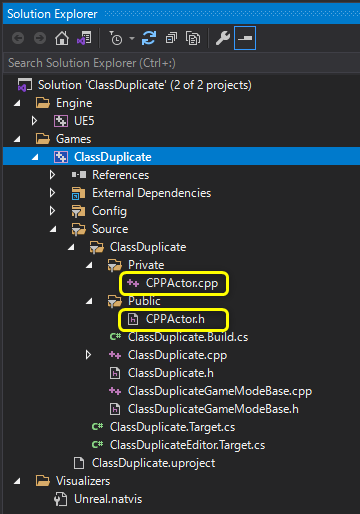 Solution Explorer
Search Solution Explorer (Ctrl+;)
Solution 'ClassDuplicate' (2 of 2 projects)
Engine
UE5
Games
ClassDuplicate
References
External Dependencies
Config
Source
ClassDuplicate
Private
CPPActor.cpp
Public
CPPActor.h
ClassDuplicate.Build.cs
ClassDuplicate.cpp
ClassDuplicate.h
ClassDuplicateGameModeBase.cpp
ClassDuplicateGameModeBase.h
ClassDuplicate.Target.cs
ClassDuplicateEditor.Target.cs
ClassDuplicate.uproject
Visualizers
Unreal.natvis